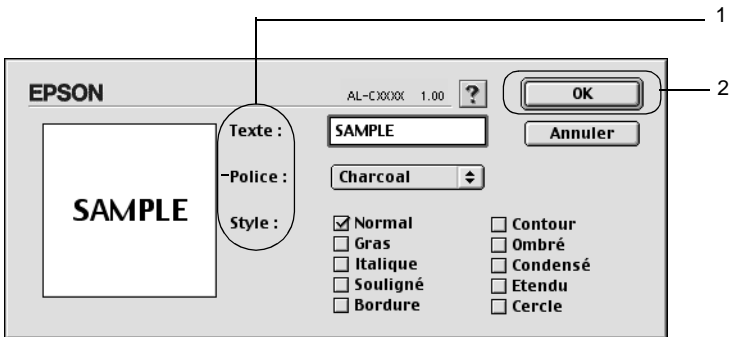 1
EPSON
AL-CXXXX 1.00 ?
OK
2
Texte :
SAMPLE
Annuler
Police :
Charcoal
SAMPLE
Style :
Normal
Contour
Gras
Ombré
Italique
Condensé
Souligné
Etendu
Bordure
Cercle